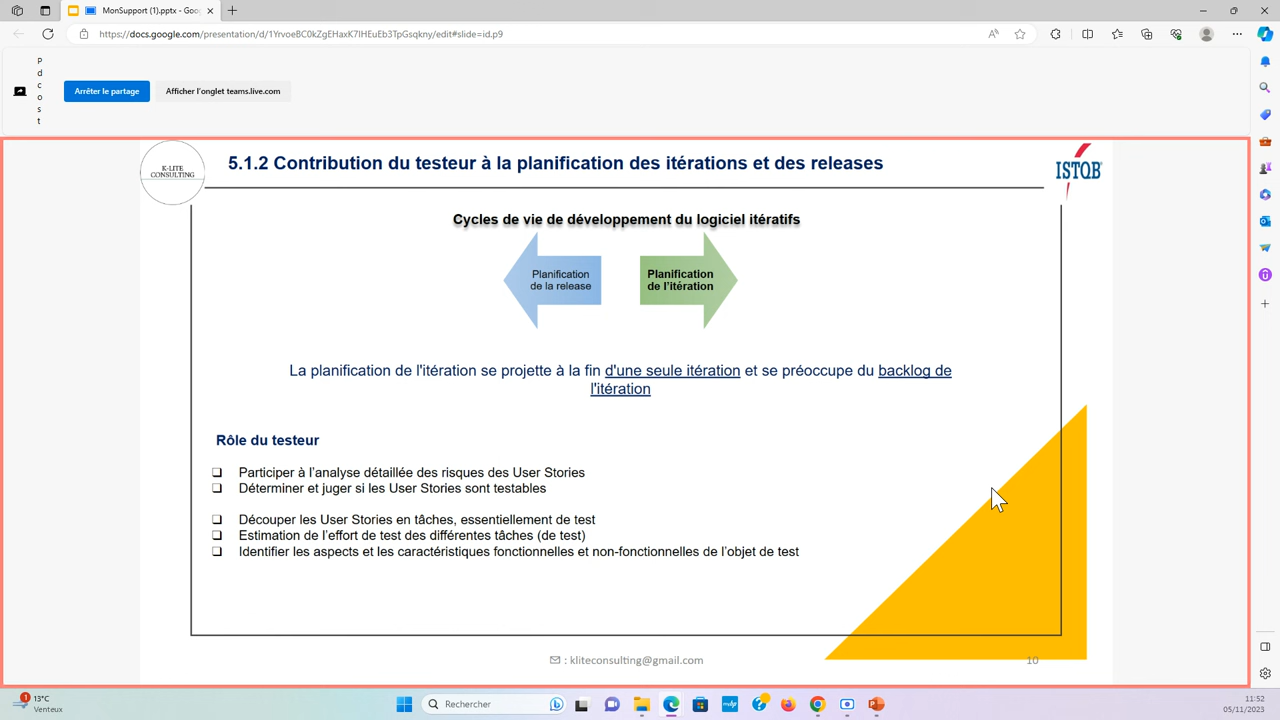 MonSupport (1).pptx - Goo
https://docs.google.com/presentation/d/1YrvoeBC0kZgEHaxK7IHEuEb3TpGsqkny/edit#slide=id.p9
P
d
c
o
s
t
Arrêter le partage
Afficher l'onglet teams.live.com
K-LITE
CONSULTING
5.1.2 Contribution du testeur à la planification des itérations et des releases
ISTQB®
Cycles de vie de développement du logiciel itératifs
Planification
de la release
Planification
de l'itération
La planification de l'itération se projette à la fin d'une seule itération et se préoccupe du backlog de
l'itération
Rôle du testeur
Participer à l'analyse détaillée des risques des User Stories
Déterminer et juger si les User Stories sont testables
Découper les User Stories en tâches, essentiellement de test
Estimation de l'effort de test des différentes tâches (de test)
Identifier les aspects et les caractéristiques fonctionnelles et non-fonctionnelles de l'objet de test
: kliteconsulting@gmail.com
10
1
13°C
Venteux
Rechercher
11:52
05/11/2023